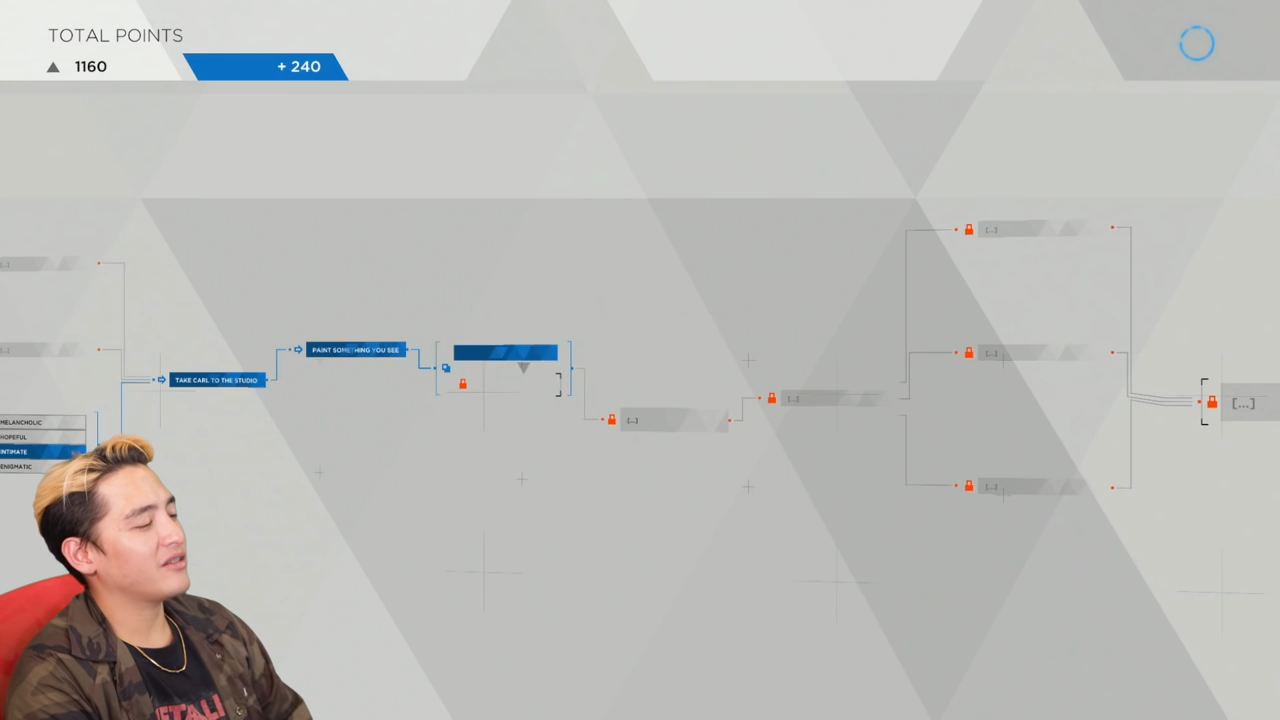 TOTAL POINTS
1160
+ 240
[...]
[...]
[...]
PAINT SOMETHING YOU SEE
TAKE CARL TO THE STUDIO
[...]
[...]
[...]
[...]
MELANCHOLIC
HOPEFUL
INTIMATE
ENIGMATIC
[...]